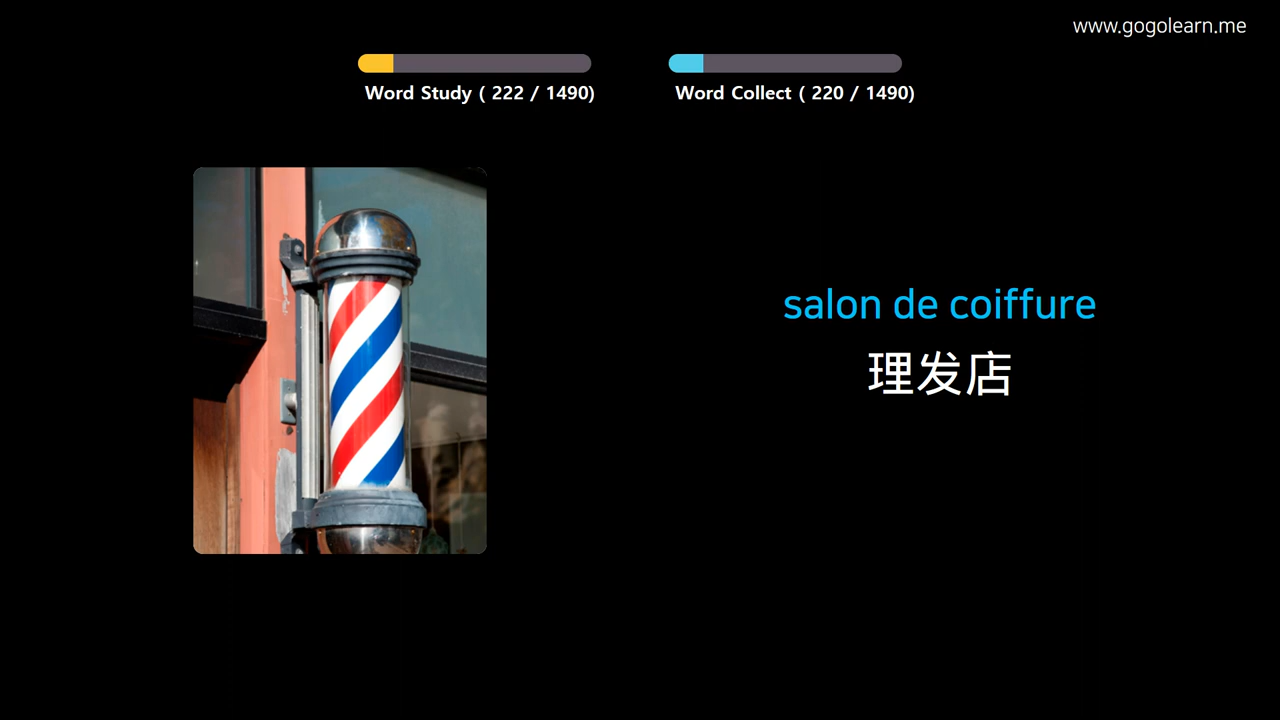 www.gogolearn.me
Word Study ( 222 / 1490)
Word Collect ( 220 / 1490)
salon de coiffure
理发店